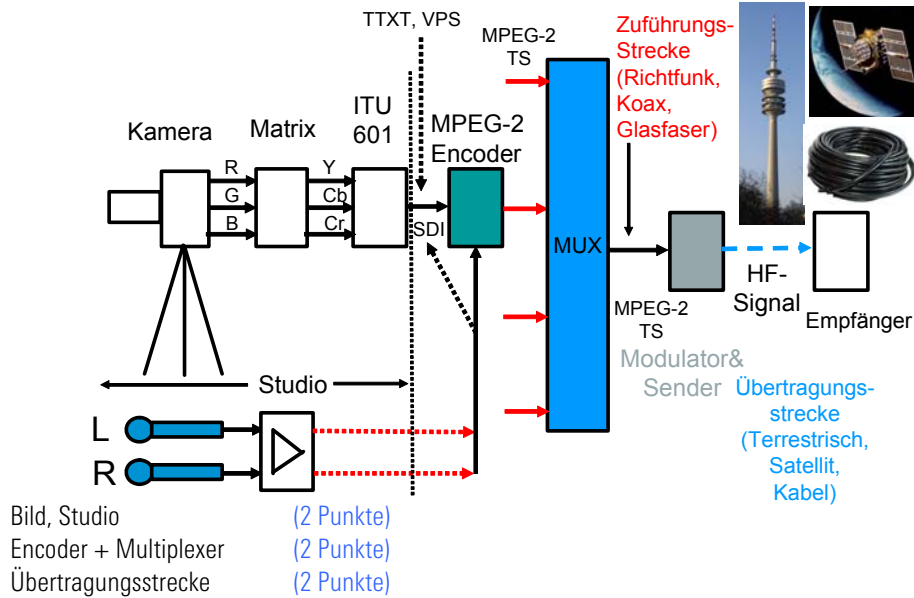 TTXT, VPS
MPEG-2
TS
Zuführungs-
Strecke
(Richtfunk,
Koax,
Glasfaser)
Kamera
Matrix
ITU
601
MPEG-2
Encoder
R
G
B
Y
Cb
Cr
SDI
MUX
MPEG-2
TS
Modulator&
Sender
HF-
Signal
Empfänger
Studio
Übertragungs-
strecke
(Terrestrisch,
Satellit,
Kabel)
L
R
Bild, Studio (2 Punkte)
Encoder + Multiplexer (2 Punkte)
Übertragungsstrecke (2 Punkte)